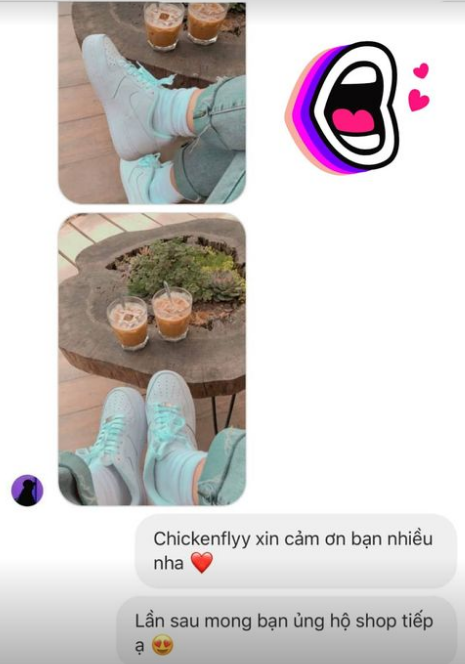 Chickenflyy xin cảm ơn bạn nhiều
nha ❤️
Lần sau mong bạn ủng hộ shop tiếp
ạ 😍